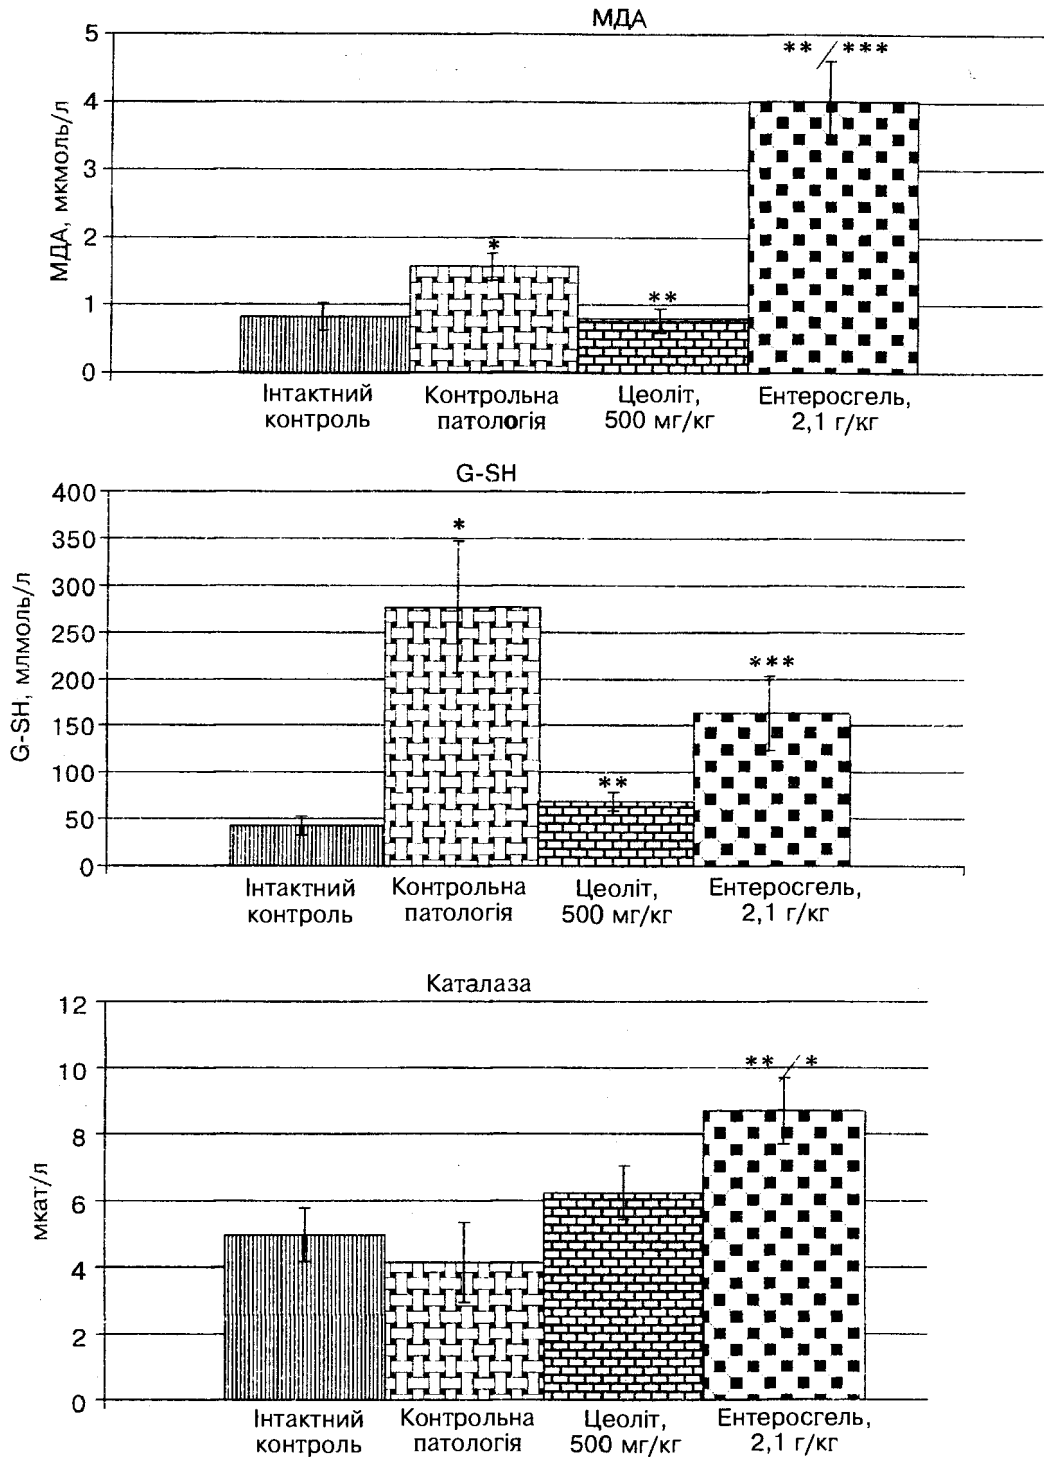 МДА
МДА, мкмоль/л
5
4
3
2
1
0
** / ***
*
**
Інтактний контроль
Контрольна патологія
Цеоліт, 500 мг/кг
Ентеросгель, 2,1 г/кг
G-SH
G-SH, млмоль/л
400
350
300
250
200
150
100
50
0
*
**
***
Інтактний контроль
Контрольна патологія
Цеоліт, 500 мг/кг
Ентеросгель, 2,1 г/кг
Каталаза
мкат/л
12
10
8
6
4
2
0
** / *
Інтактний контроль
Контрольна патологія
Цеоліт, 500 мг/кг
Ентеросгель, 2,1 г/кг